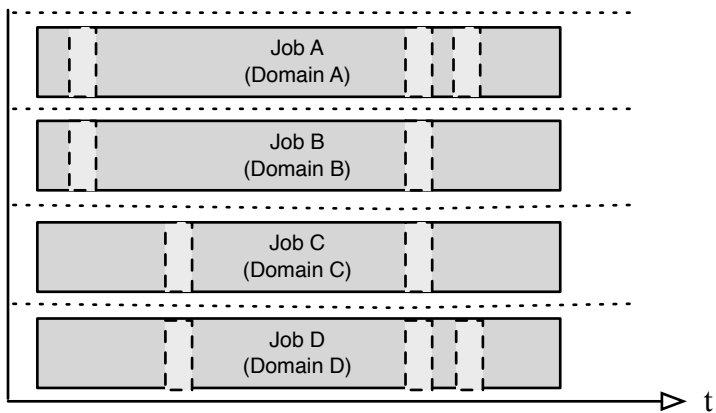 Job A
(Domain A)
Job B
(Domain B)
Job C
(Domain C)
Job D
(Domain D)
t